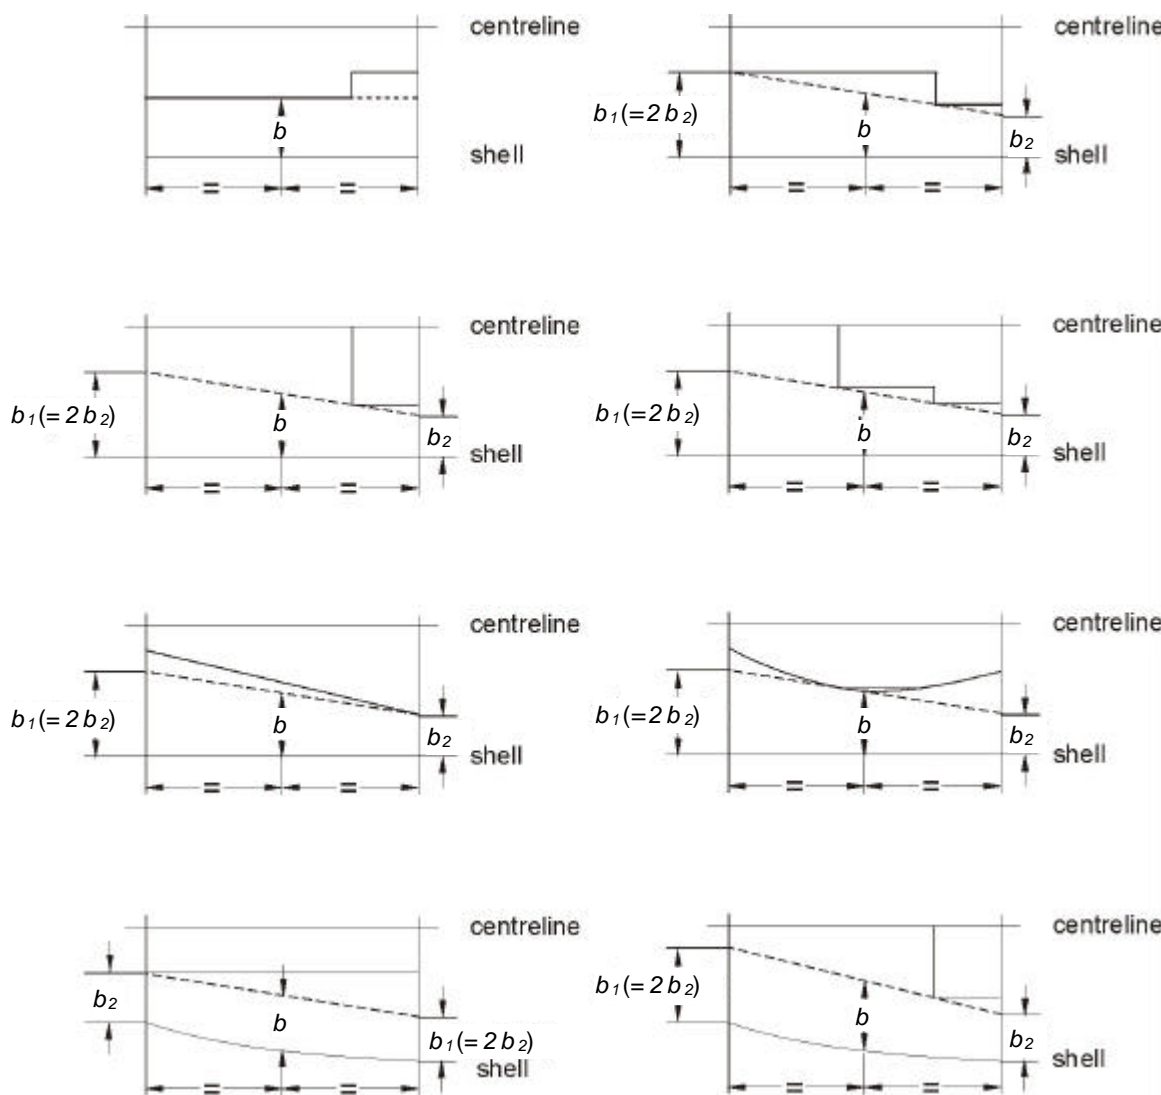 centreline
b
shell
= =
centreline
b₁(=2b₂)
b
b₂
shell
= =
centreline
b₁(=2b₂)
b
b₂
shell
= =
centreline
b₁(=2b₂)
b
b₂
shell
= =
centreline
b₁(=2b₂)
b
b₂
shell
= =
centreline
b₁(=2b₂)
b
b₂
shell
= =
centreline
b₂
b
b₁(=2b₂)
shell
= =
centreline
b₁(=2b₂)
b
b₂
shell
= =